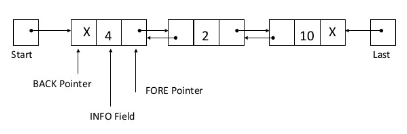 X 4 2 10 X
Start Last
BACK Pointer
FORE Pointer
INFO Field